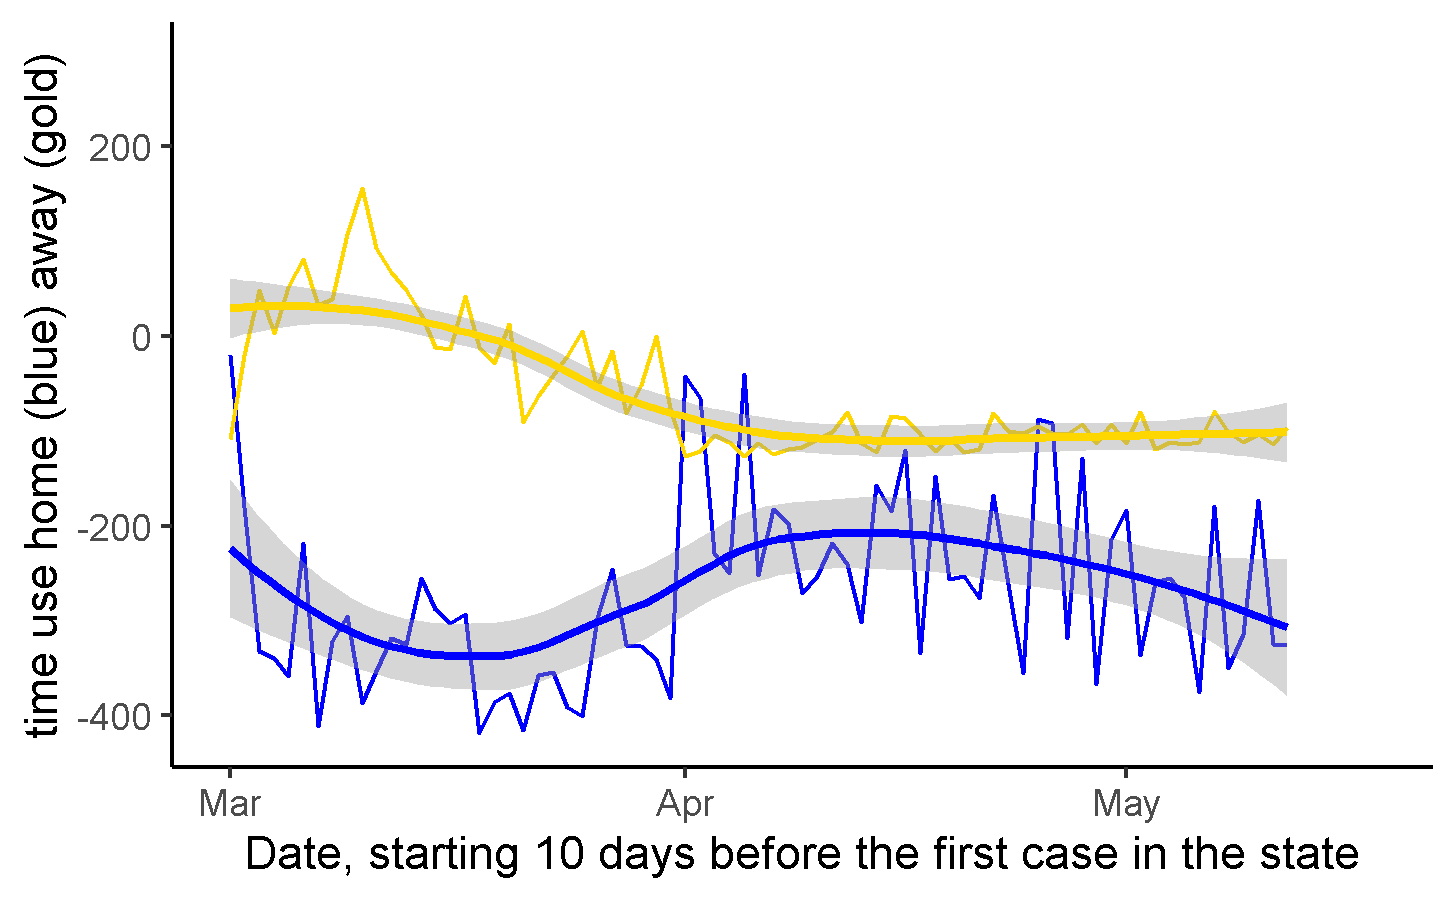 time use home (blue) away (gold)
200
0
-200
-400
Mar
Apr
May
Date, starting 10 days before the first case in the state